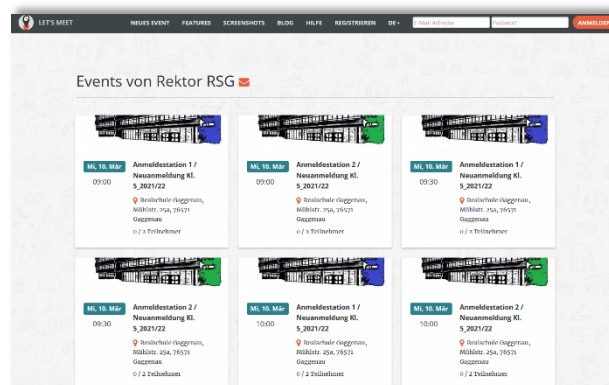 LET'S MEET NEUES EVENT FEATURES SCREENSHOTS BLOG HILFE REGISTRIEREN DE E-Mail Adresse Passwort ANMELDEN
Events von Rektor RSG
Mi, 10. Mär
09:00
Anmeldestation 1 /
Neuanmeldung Kl.
5_2021/22
Realschule Gaggenau,
Mühlstr. 25a, 76571
Gaggenau
0 / 2 Teilnehmer
Mi, 10. Mär
09:00
Anmeldestation 2 /
Neuanmeldung Kl.
5_2021/22
Realschule Gaggenau,
Mühlstr. 25a, 76571
Gaggenau
0 / 2 Teilnehmer
Mi, 10. Mär
09:30
Anmeldestation 1 /
Neuanmeldung Kl.
5_2021/22
Realschule Gaggenau,
Mühlstr. 25a, 76571
Gaggenau
0 / 2 Teilnehmer
Mi, 10. Mär
09:30
Anmeldestation 2 /
Neuanmeldung Kl.
5_2021/22
Realschule Gaggenau,
Mühlstr. 25a, 76571
Gaggenau
0 / 2 Teilnehmer
Mi, 10. Mär
10:00
Anmeldestation 1 /
Neuanmeldung Kl.
5_2021/22
Realschule Gaggenau,
Mühlstr. 25a, 76571
Gaggenau
0 / 2 Teilnehmer
Mi, 10. Mär
10:00
Anmeldestation 2 /
Neuanmeldung Kl.
5_2021/22
Realschule Gaggenau,
Mühlstr. 25a, 76571
Gaggenau
0 / 2 Teilnehmer